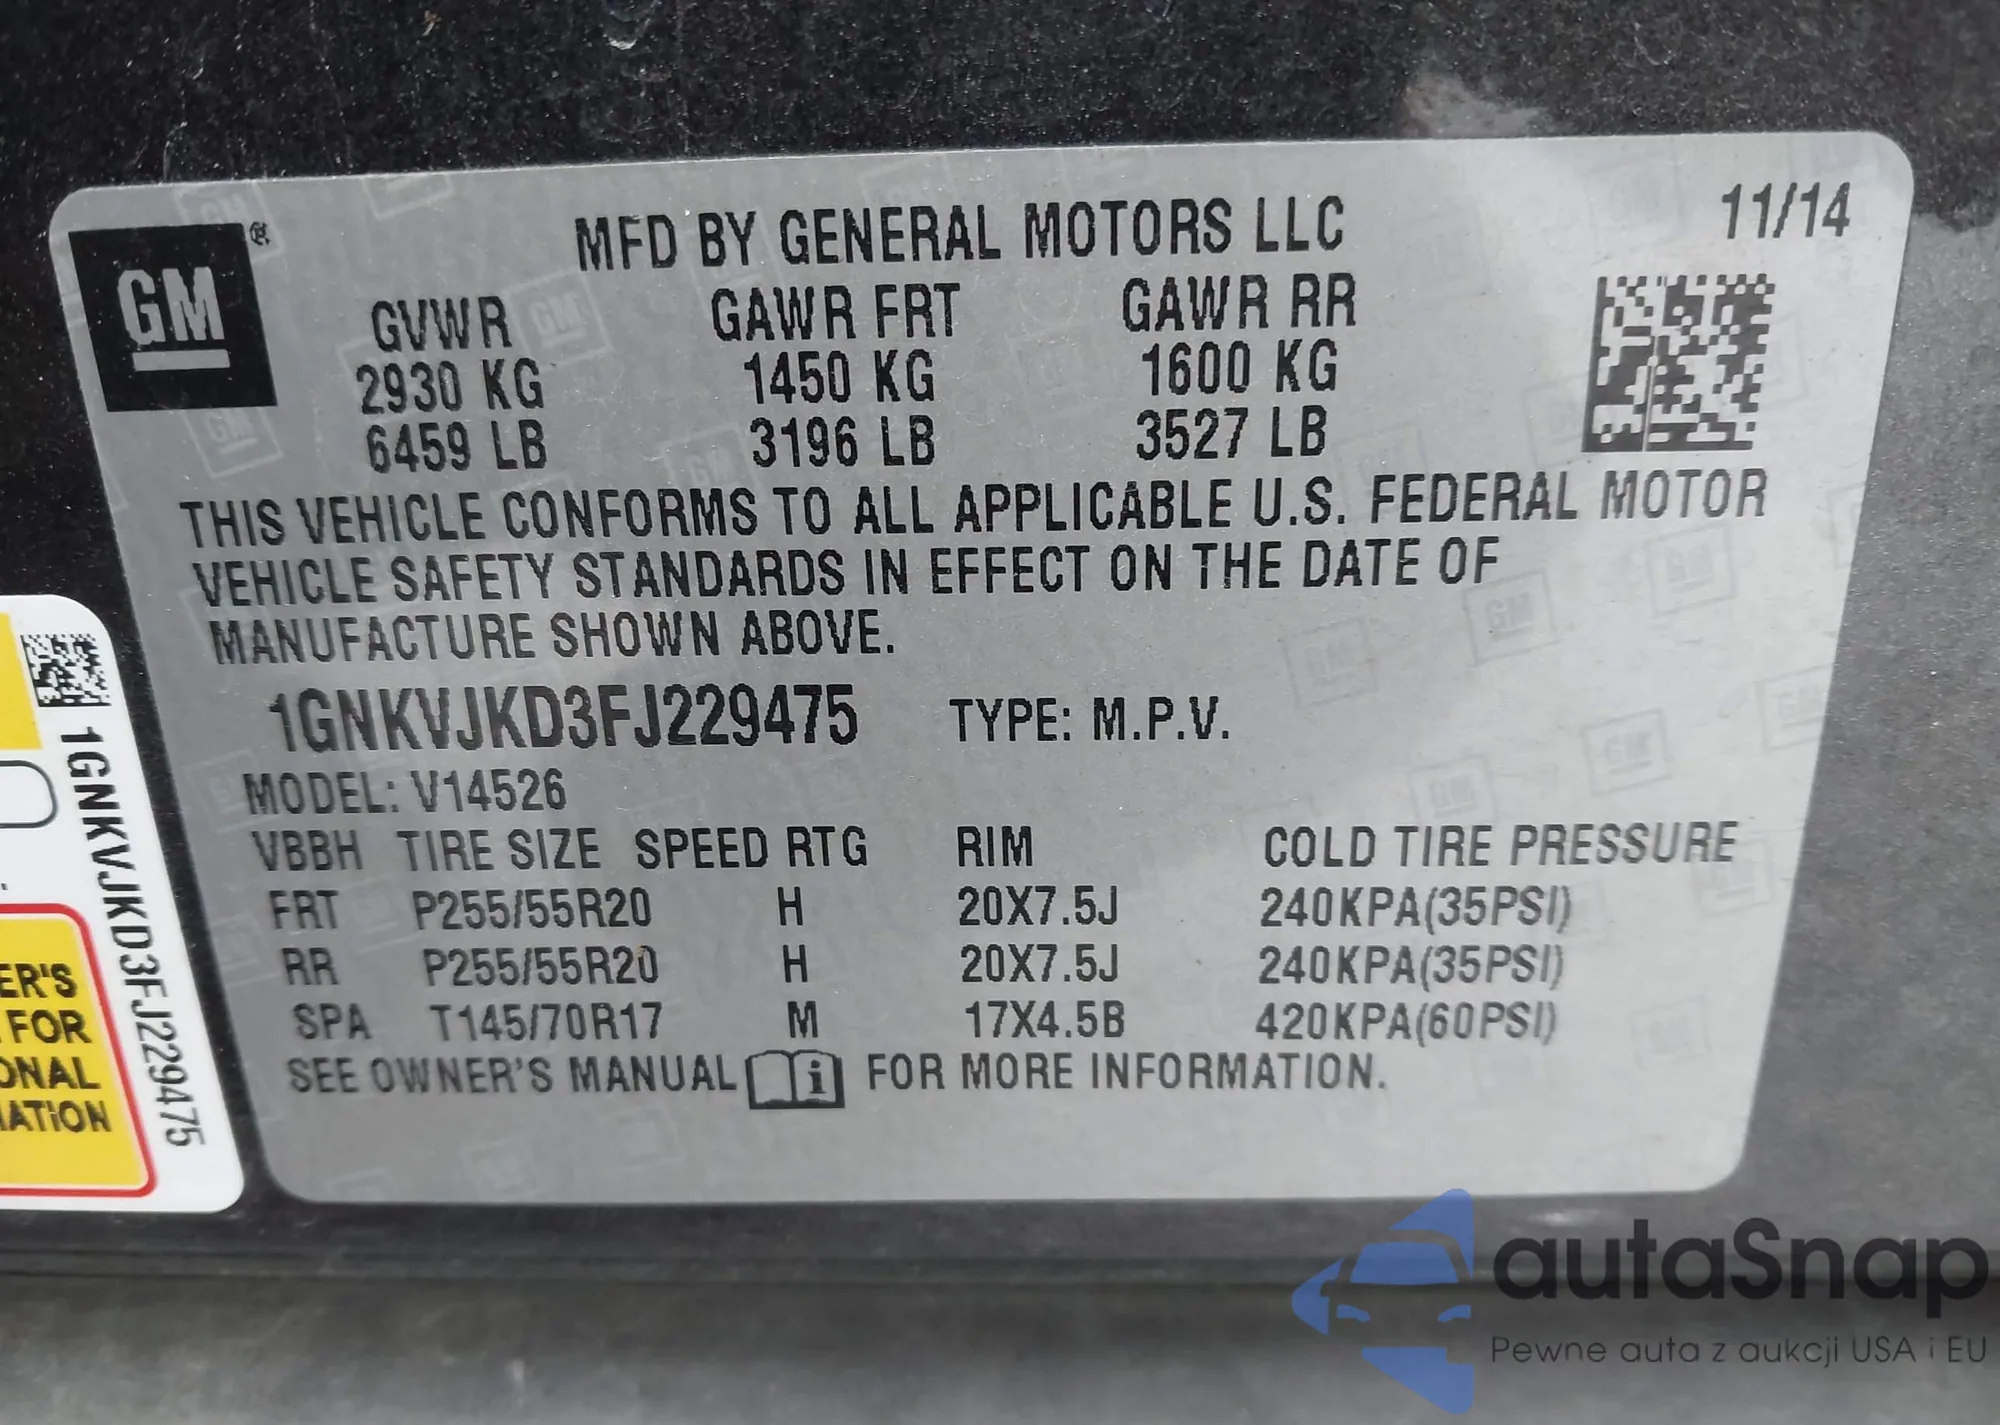 GM
®
MFD BY GENERAL MOTORS LLC
11/14
GVWR GAWR FRT GAWR RR
2930 KG 1450 KG 1600 KG
6459 LB 3196 LB 3527 LB
THIS VEHICLE CONFORMS TO ALL APPLICABLE U.S. FEDERAL MOTOR
VEHICLE SAFETY STANDARDS IN EFFECT ON THE DATE OF
MANUFACTURE SHOWN ABOVE.
1GNKVJKD3FJ229475 TYPE: M.P.V.
MODEL: V14526
VBBH TIRE SIZE SPEED RTG RIM COLD TIRE PRESSURE
FRT P255/55R20 H 20X7.5J 240KPA(35PSI)
RR P255/55R20 H 20X7.5J 240KPA(35PSI)
SPA T145/70R17 M 17X4.5B 420KPA(60PSI)
SEE OWNER'S MANUAL i FOR MORE INFORMATION.
1GNKVJKD3FJ229475
ER'S
FOR
ONAL
ATION
autaSnap
Pewne auta z aukcji USA i EU